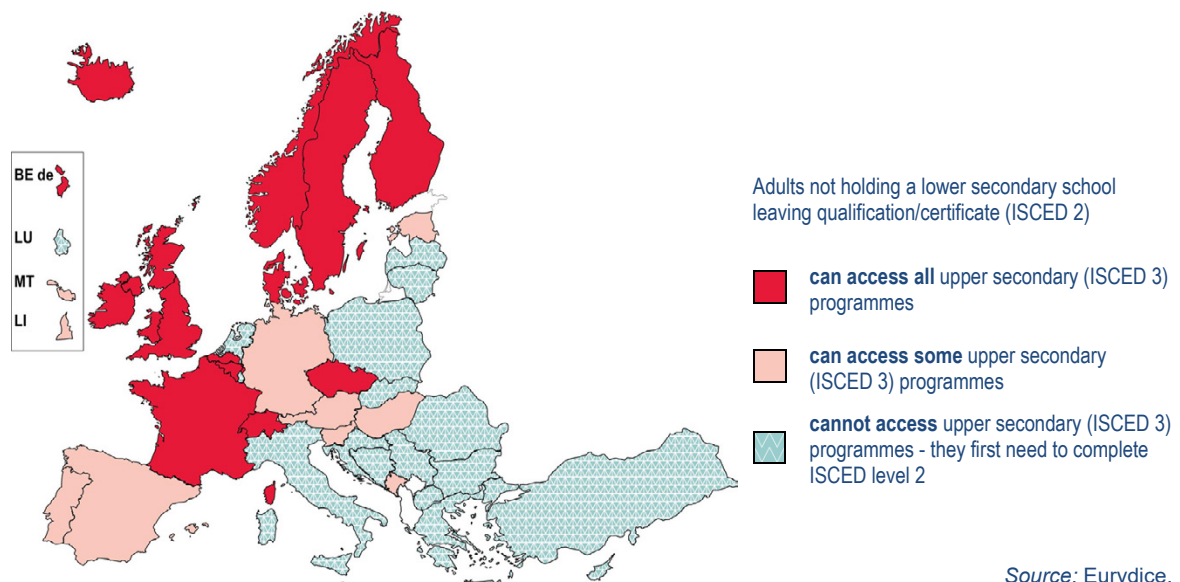 BE de
LU
MT
LI
Adults not holding a lower secondary school
leaving qualification/certificate (ISCED 2)
can access all upper secondary (ISCED 3)
programmes
can access some upper secondary
(ISCED 3) programmes
cannot access upper secondary (ISCED 3)
programmes - they first need to complete
ISCED level 2
Source: Eurydice.